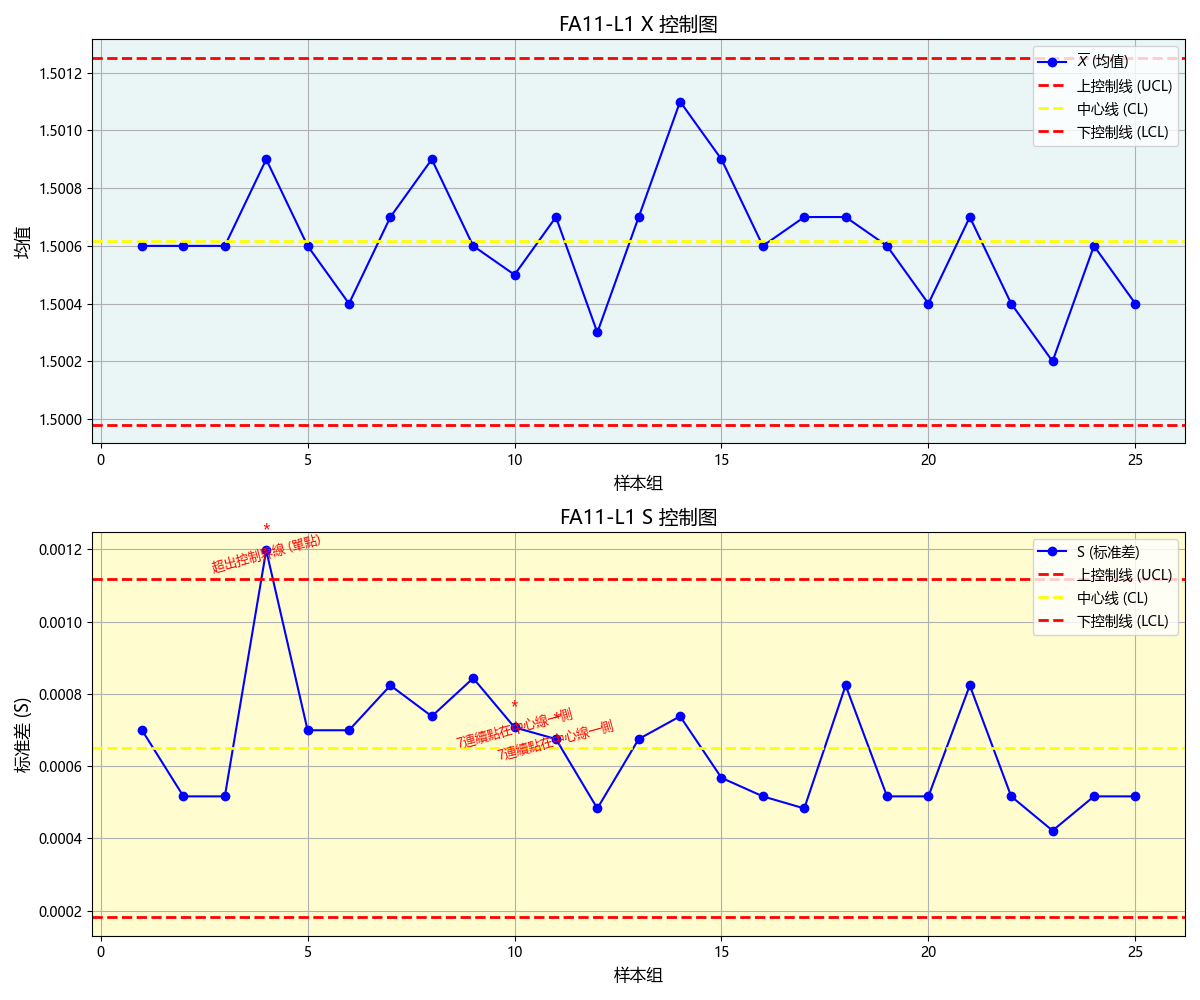 FA11-L1 X 控制图
1.5012
1.5010
1.5008
1.5006
1.5004
1.5002
1.5000
均值
X (均值)
上控制线 (UCL)
中心线 (CL)
下控制线 (LCL)
0 5 10 15 20 25
样本组
FA11-L1 S 控制图
*
超出控制界線 (單點)
0.0012
0.0010
0.0008
0.0006
0.0004
0.0002
标准差 (S)
S (标准差)
上控制线 (UCL)
中心线 (CL)
下控制线 (LCL)
*
7連續點在中心線一側
*
7連續點在中心線一側
0 5 10 15 20 25
样本组